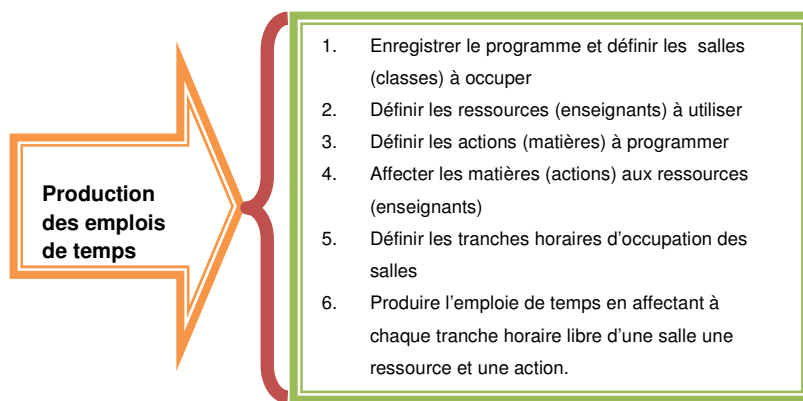 Production
des emplois
de temps
1. Enregistrer le programme et définir les salles
(classes) à occuper
2. Définir les ressources (enseignants) à utiliser
3. Définir les actions (matières) à programmer
4. Affecter les matières (actions) aux ressources
(enseignants)
5. Définir les tranches horaires d'occupation des
salles
6. Produire l'emploie de temps en affectant à
chaque tranche horaire libre d'une salle une
ressource et une action.